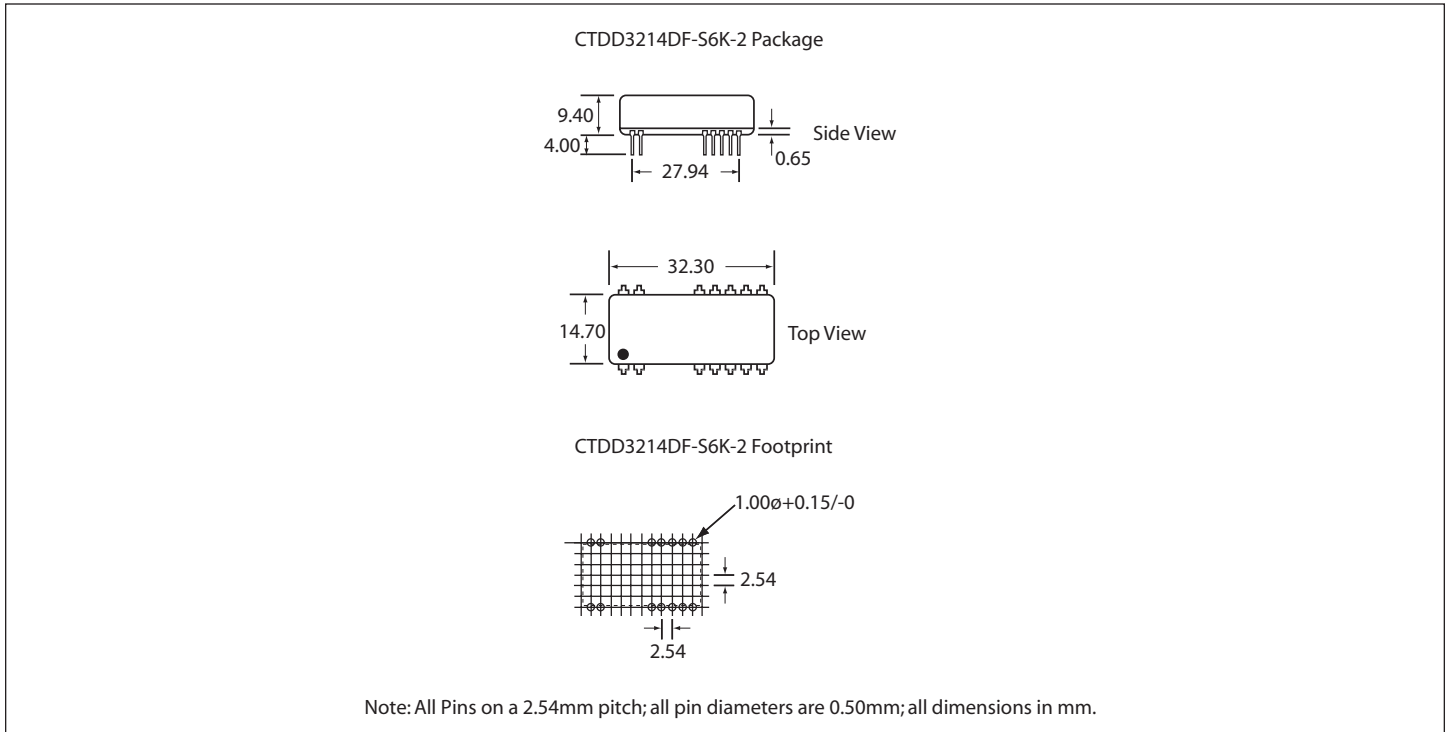 CTDD3214DF-S6K-2 Package
9.40
4.00
Side View
0.65
27.94
32.30
14.70
Top View
CTDD3214DF-S6K-2 Footprint
1.00ø+0.15/-0
2.54
2.54
Note: All Pins on a 2.54mm pitch; all pin diameters are 0.50mm; all dimensions in mm.